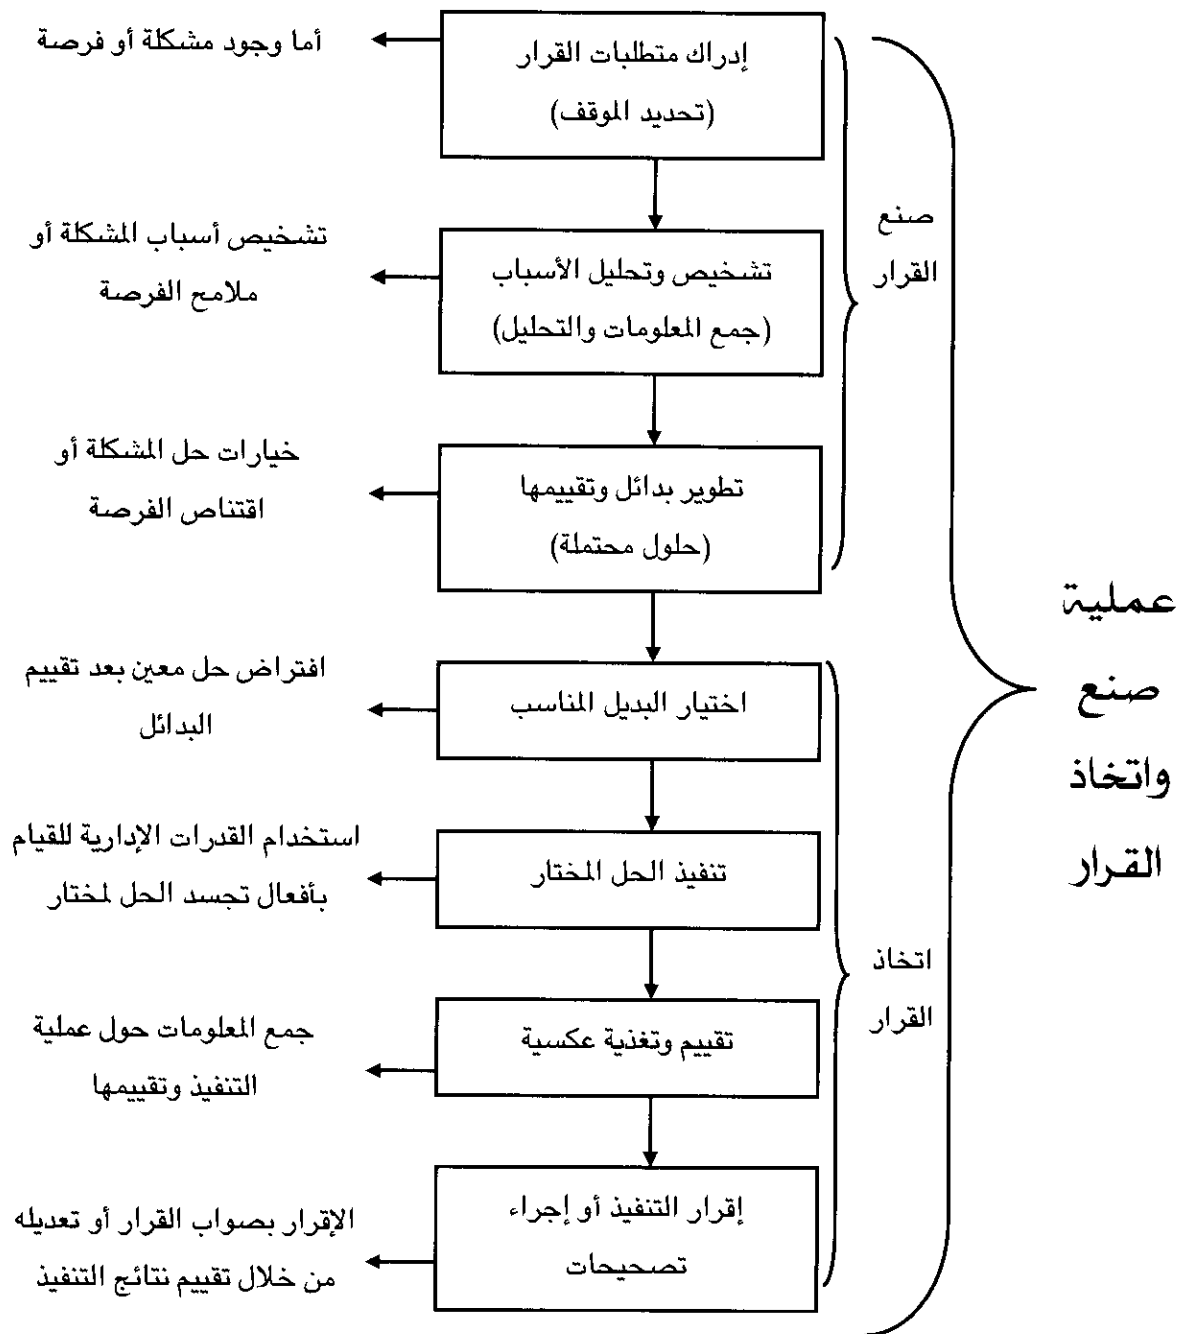 إدراك متطلبات القرار
(تحديد الموقف)
أما وجود مشكلة أو فرصة
تشخيص وتحليل الأسباب
(جمع المعلومات والتحليل)
تشخيص أسباب المشكلة أو
ملامح الفرصة
تطوير بدائل وتقييمها
(حلول محتملة)
خيارات حل المشكلة أو
اقتناص الفرصة
صنع
القرار
اختيار البديل المناسب
افتراض حل معين بعد تقييم
البدائل
تنفيذ الحل المختار
استخدام القدرات الإدارية للقيام
بأفعال تجسد الحل لمختار
تقييم وتغذية عكسية
جمع المعلومات حول عملية
التنفيذ وتقييمها
إقرار التنفيذ أو إجراء
تصحيحات
الإقرار بصواب القرار أو تعديله
من خلال تقييم نتائج التنفيذ
اتخاذ
القرار
عملية
صنع
واتخاذ
القرار